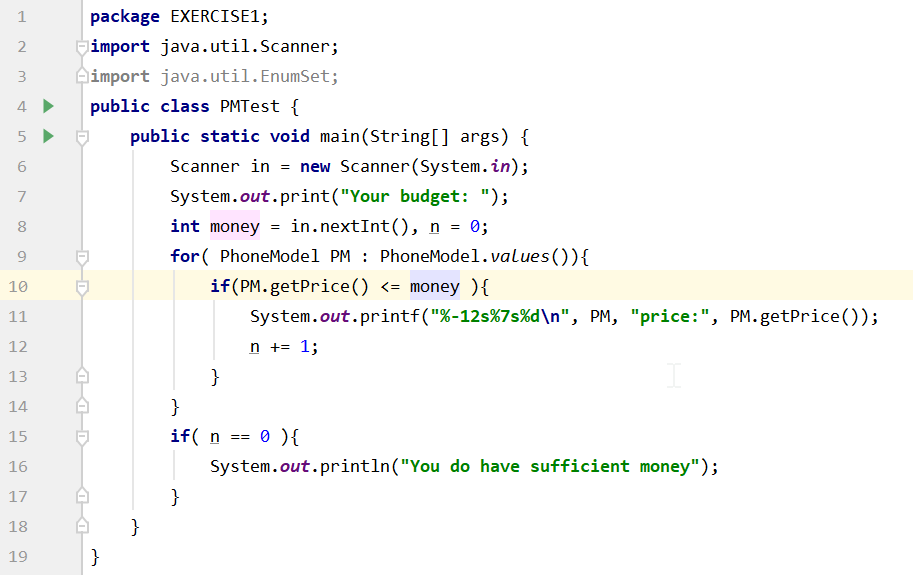 1 package EXERCISE1;
2 import java.util.Scanner;
3 import java.util.EnumSet;
4 public class PMTest {
5 public static void main(String[] args) {
6 Scanner in = new Scanner(System.in);
7 System.out.print("Your budget: ");
8 int money = in.nextInt(), n = 0;
9 for( PhoneModel PM : PhoneModel.values()){
10 if(PM.getPrice() <= money ){
11 System.out.printf("%-12s%7s%d\n", PM, "price:", PM.getPrice());
12 n += 1;
13 }
14 }
15 if( n == 0 ){
16 System.out.println("You do have sufficient money");
17 }
18 }
19 }